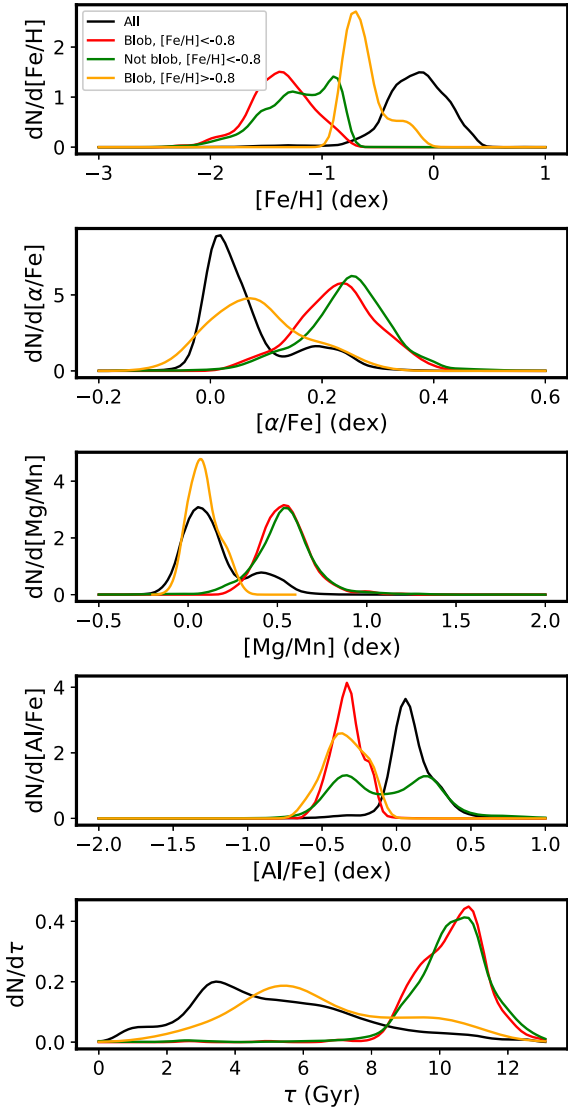 All
Blob, [Fe/H]<-0.8
Not blob, [Fe/H]<-0.8
Blob, [Fe/H]>-0.8
dN/d[Fe/H]
2
1
0
−3 −2 −1 0 1
[Fe/H] (dex)
dN/d[α/Fe]
5
0
−0.2 0.0 0.2 0.4 0.6
[α/Fe] (dex)
dN/d[Mg/Mn]
4
2
0
−0.5 0.0 0.5 1.0 1.5 2.0
[Mg/Mn] (dex)
dN/d[Al/Fe]
4
2
0
−2.0 −1.5 −1.0 −0.5 0.0 0.5 1.0
[Al/Fe] (dex)
dN/dτ
0.4
0.2
0.0
0 2 4 6 8 10 12
τ (Gyr)